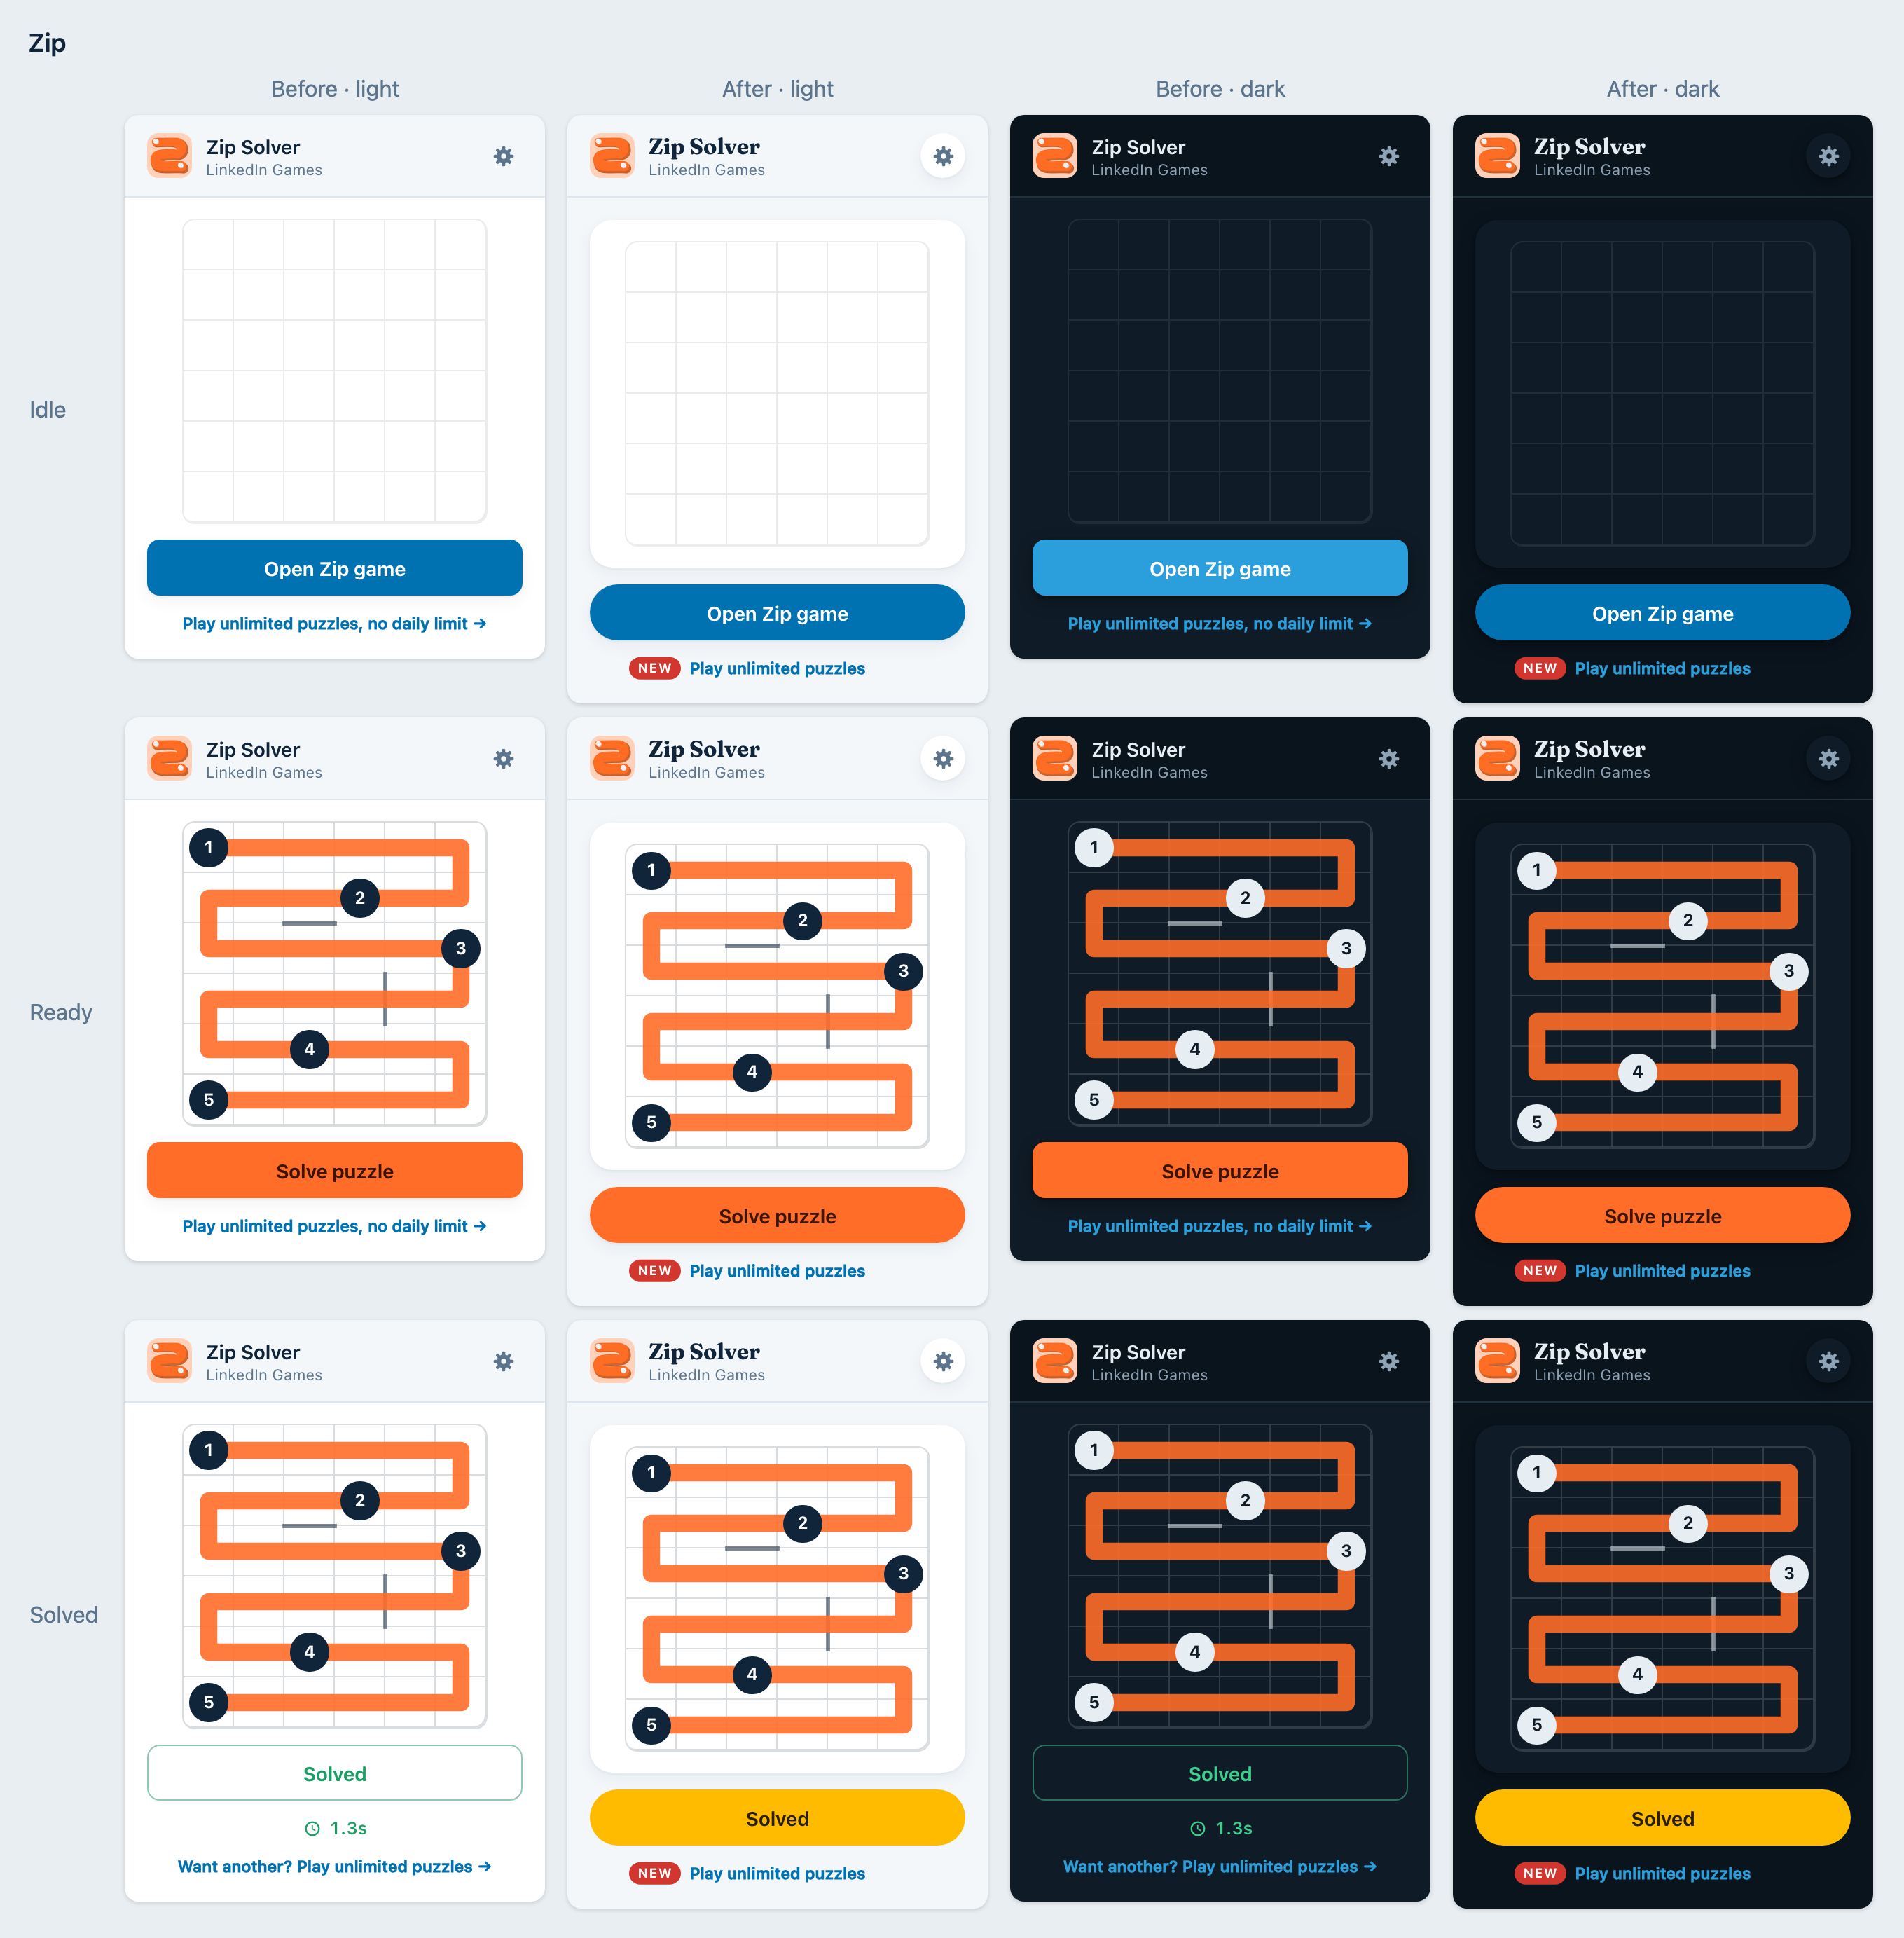 Zip
Before · light
After · light
Before · dark
After · dark
Idle
Zip Solver
LinkedIn Games
Open Zip game
Play unlimited puzzles, no daily limit →
Zip Solver
LinkedIn Games
Open Zip game
NEW Play unlimited puzzles
Zip Solver
LinkedIn Games
Open Zip game
Play unlimited puzzles, no daily limit →
Zip Solver
LinkedIn Games
Open Zip game
NEW Play unlimited puzzles
Ready
Zip Solver
LinkedIn Games
1
2
3
4
5
Solve puzzle
Play unlimited puzzles, no daily limit →
Zip Solver
LinkedIn Games
1
2
3
4
5
Solve puzzle
NEW Play unlimited puzzles
Zip Solver
LinkedIn Games
1
2
3
4
5
Solve puzzle
Play unlimited puzzles, no daily limit →
Zip Solver
LinkedIn Games
1
2
3
4
5
Solve puzzle
NEW Play unlimited puzzles
Solved
Zip Solver
LinkedIn Games
1
2
3
4
5
Solved
1.3s
Want another? Play unlimited puzzles →
Zip Solver
LinkedIn Games
1
2
3
4
5
Solved
NEW Play unlimited puzzles
Zip Solver
LinkedIn Games
1
2
3
4
5
Solved
1.3s
Want another? Play unlimited puzzles →
Zip Solver
LinkedIn Games
1
2
3
4
5
Solved
NEW Play unlimited puzzles